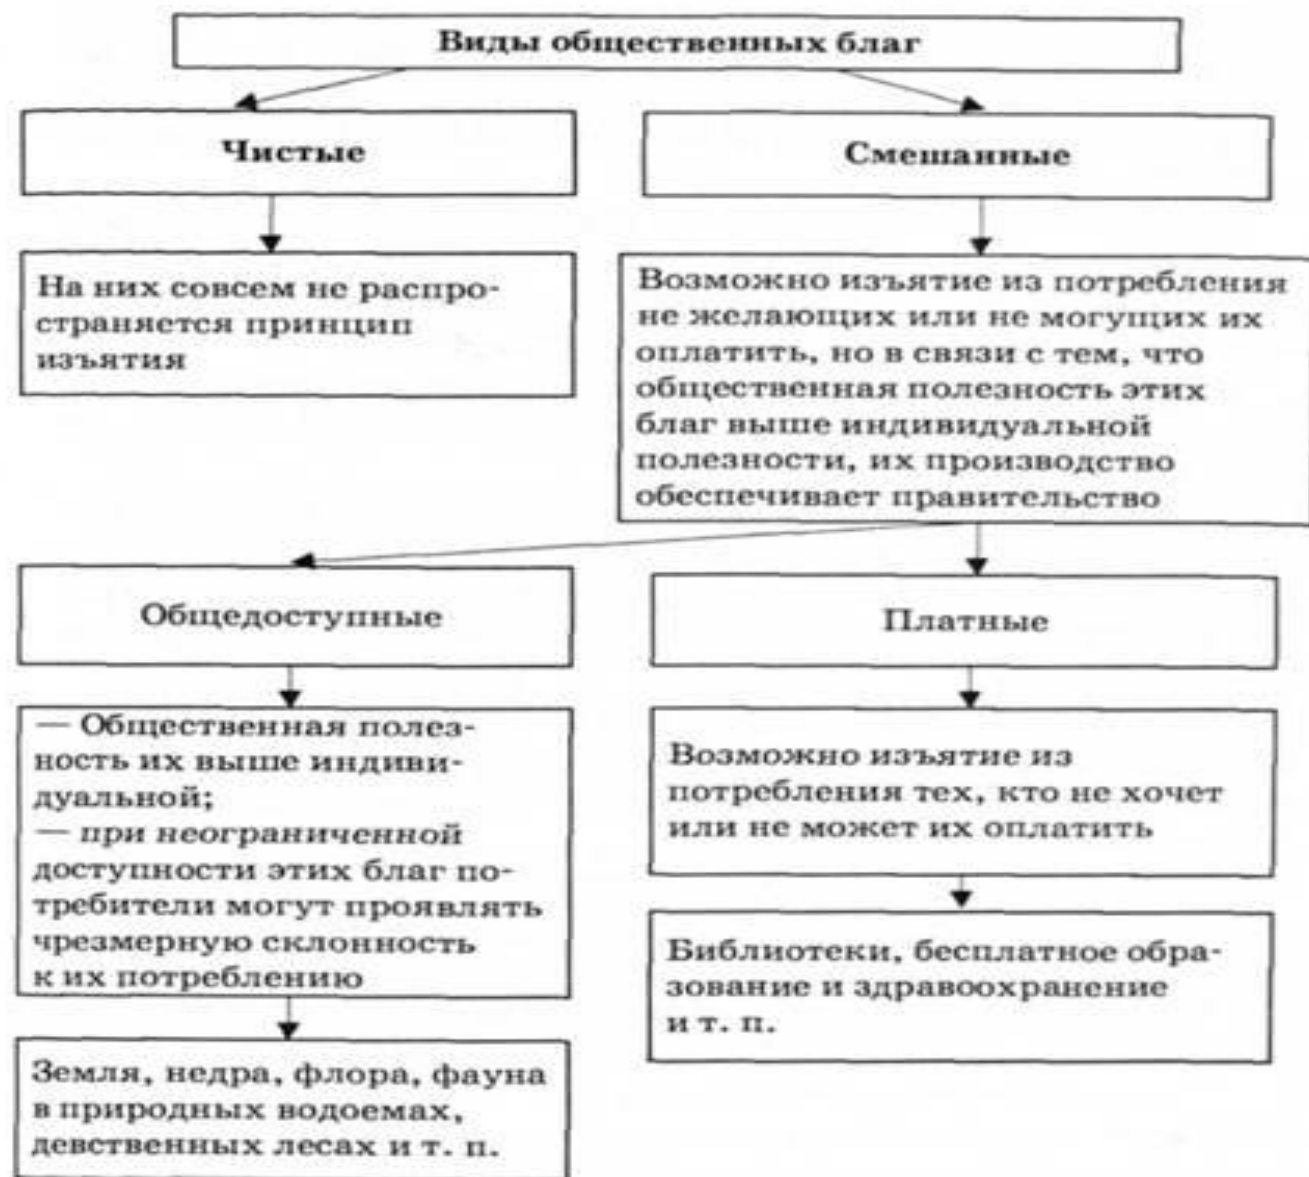 Виды общественных благ
Чистые
Смешанные
На них совсем не распро-
страняется принцип
изъятия
Возможно изъятие из потребления
не желающих или не могущих их
оплатить, но в связи с тем, что
общественная полезность этих
благ выше индивидуальной
полезности, их производство
обеспечивает правительство
Общедоступные
Платные
— Общественная полез-
ность их выше индиви-
дуальной;
— при неограниченной
доступности этих благ по-
требители могут проявлять
чрезмерную склонность
к их потреблению
Возможно изъятие из
потребления тех, кто не хочет
или не может их оплатить
Библиотеки, бесплатное обра-
зование и здравоохранение
и т. п.
Земля, недра, флора, фауна
в природных водоемах,
девственных лесах и т. п.